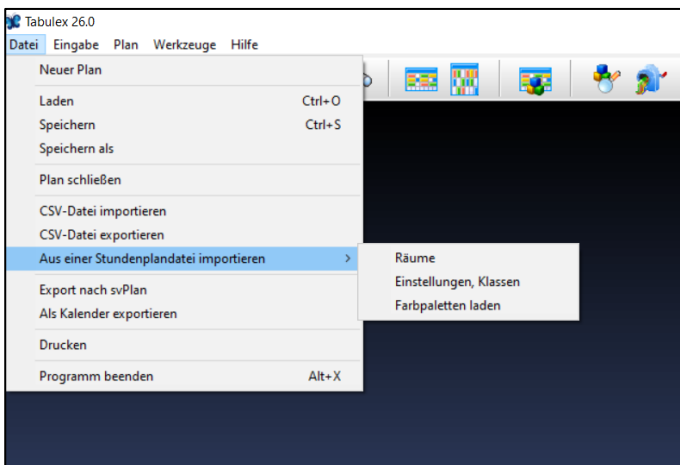 Tabulex 26.0
Datei Eingabe Plan Werkzeuge Hilfe
Neuer Plan
Laden Ctrl+O
Speichern Ctrl+S
Speichern als
Plan schließen
CSV-Datei importieren
CSV-Datei exportieren
Aus einer Stundenplandatei importieren >
Räume
Einstellungen, Klassen
Farbpaletten laden
Export nach svPlan
Als Kalender exportieren
Drucken
Programm beenden Alt+X